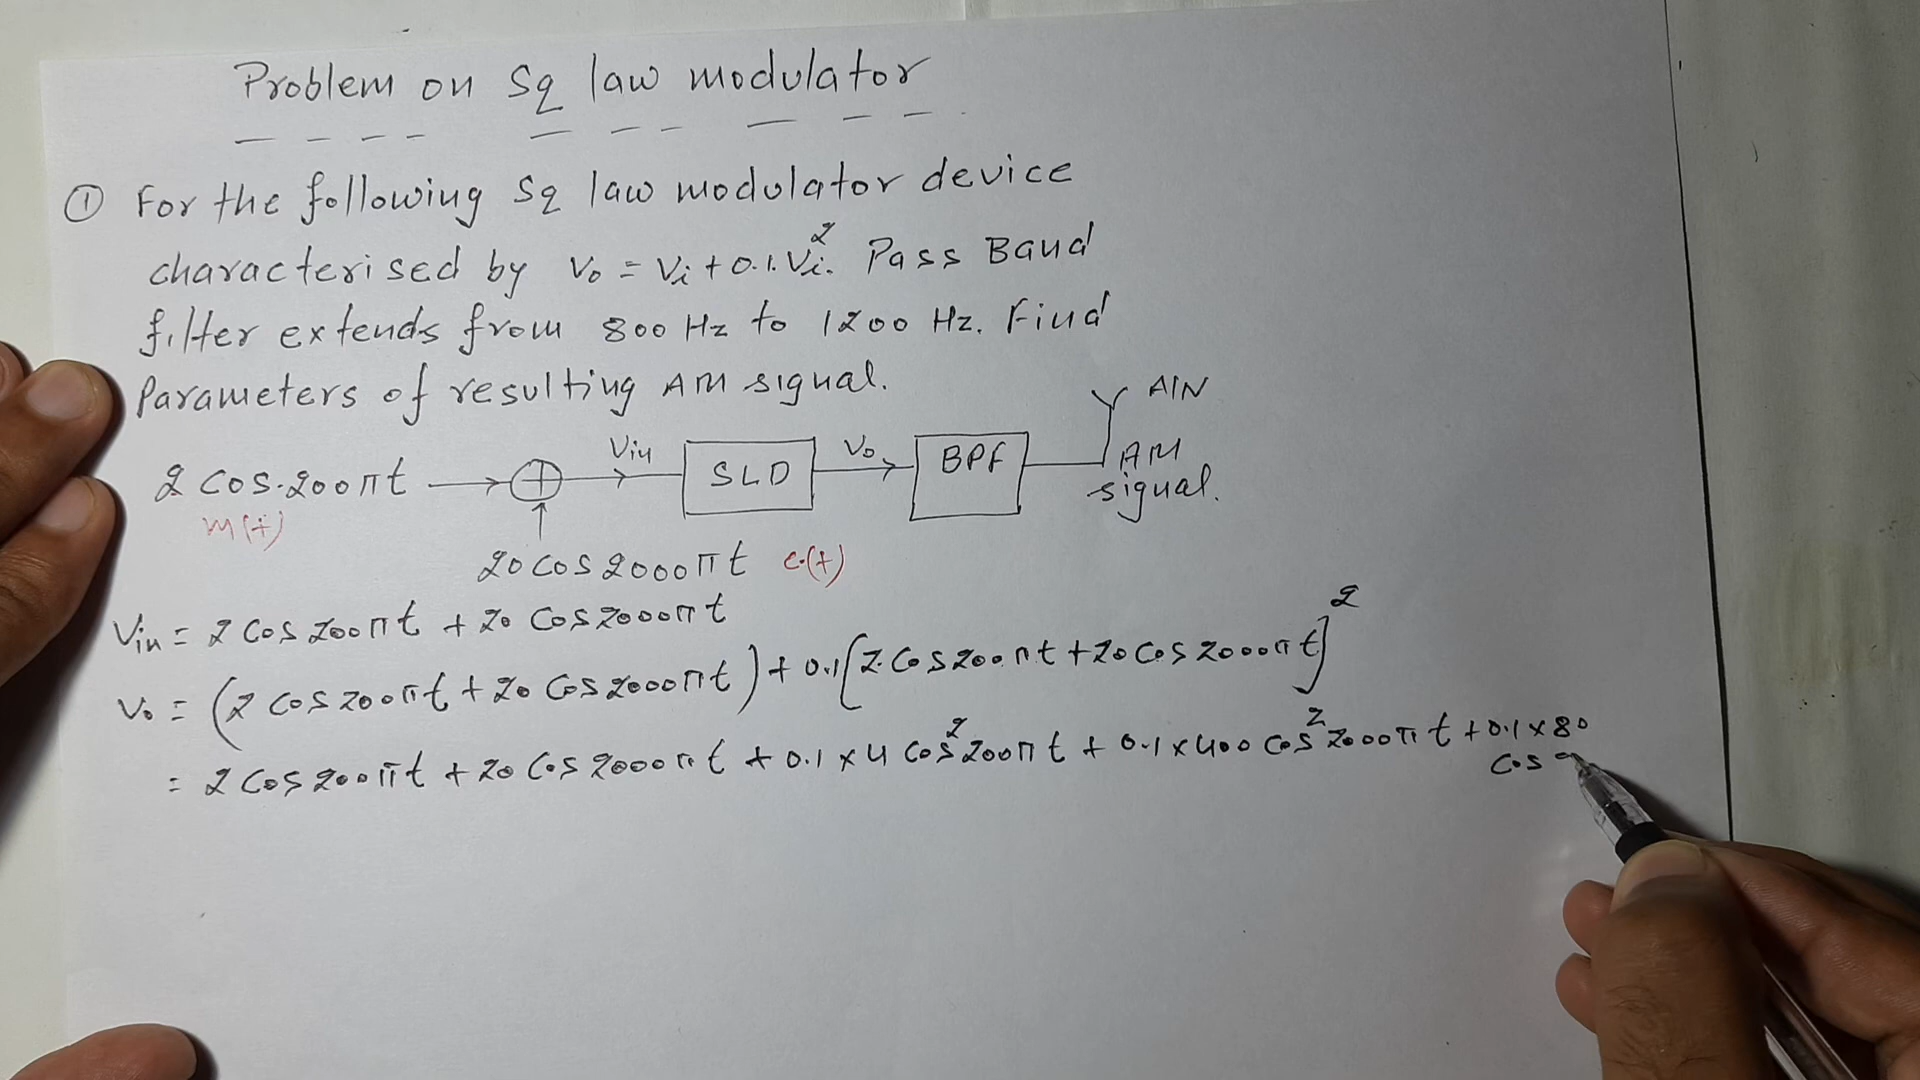 Problem on Sq law modulator
① For the following Sq law modulator device
characterised by V₀ = Vᵢ + 0.1.Vᵢ². Pass Band
filter extends from 800 Hz to 1200 Hz. Find
Parameters of resulting AM signal.
2 cos.200πt → ⊕ Vin SLD V₀ BPF AM signal.
m(t)
20 cos 2000πt c.(t)
Vin = 2 Cos 200πt + 20 Cos 2000πt
V₀ = (2 Cos 200πt + 20 Cos 2000πt) + 0.1[2.Cos 200πt + 20 Cos 2000πt]²
= 2 Cos 200πt + 20 Cos 2000πt + 0.1 × 4 Cos² 200πt + 0.1 × 400 Cos² 2000πt + 0.1 × 80
Cos